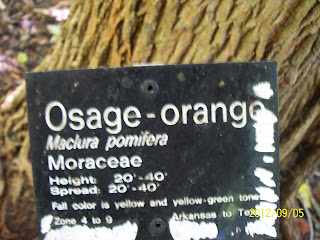 Osage-orange
Maclura pomifera
Moraceae
Height: 20'-40'
Spread: 20'-40'
Fall color is yellow and yellow-green tone
Zone 4 to 9 Arkansas to
2012/09/05